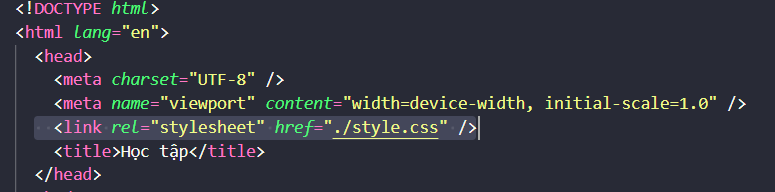 <!DOCTYPE html>
<html lang="en">
<head>
<meta charset="UTF-8" />
<meta name="viewport" content="width=device-width, initial-scale=1.0" />
<link rel="stylesheet" href="./style.css" />
<title>Học tập</title>
</head>